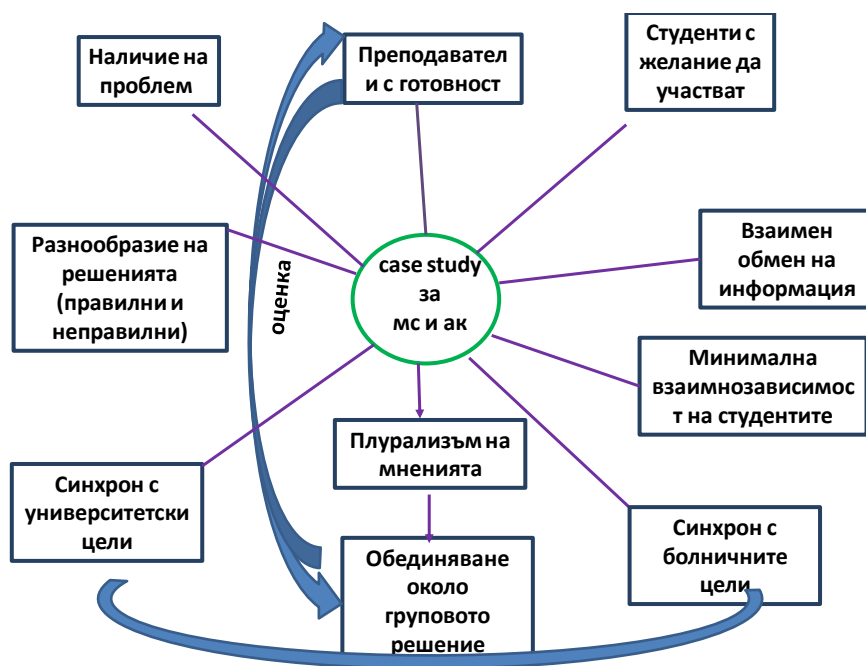 Наличие на
проблем
Преподавател
и с готовност
Студенти с
желание да
участват
Разнообразие на
решенията
(правилни и
неправилни)
оценка
case study
за
мс и ак
Взаимен
обмен на
информация
Минимална
взаимнозависимос
т на студентите
Плурализъм на
мненията
Синхрон с
университетски
цели
Обединяване
около
груповото
решение
Синхрон с
болничните
цели